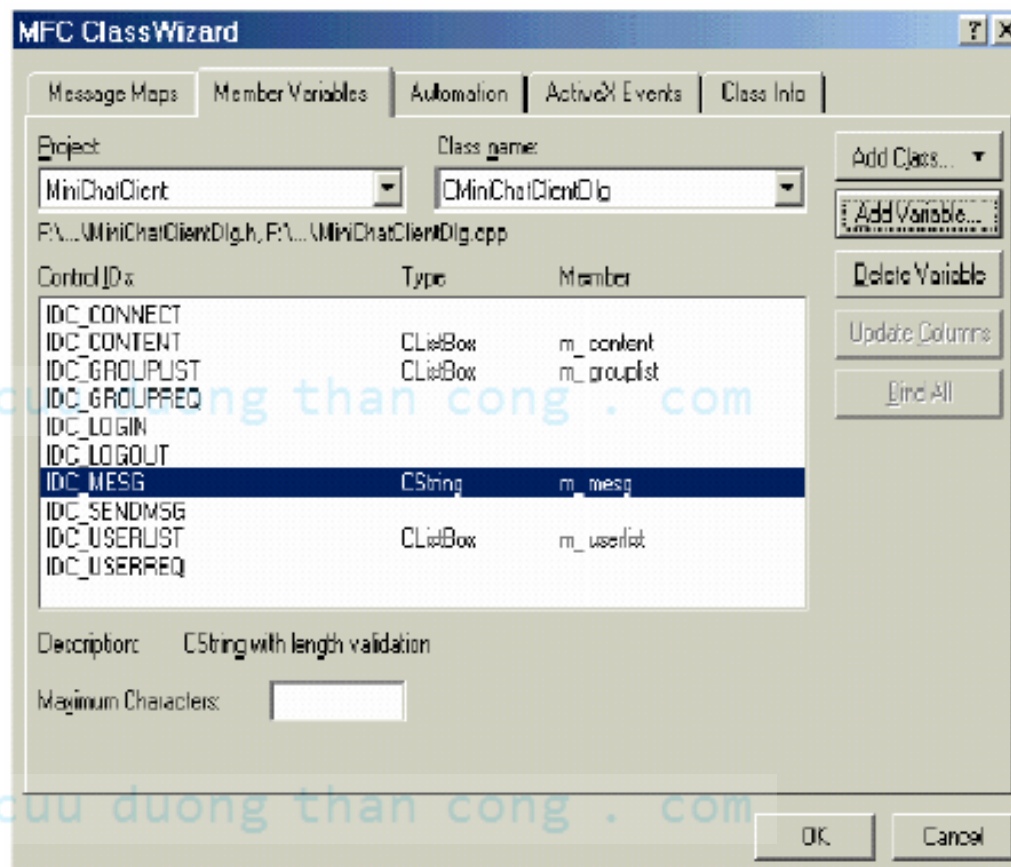 MFC ClassWizard
Message Maps Member Variables Automation ActiveX Events Class Info
Project: Class name:
Add Class...
MiniChatClient CMiniChatClientDlg
Add Variable...
F:\...\MiniChatClientDlg.h, F:\...\MiniChatClientDlg.cpp
Control IDs: Type Member
Delete Variable
IDC_CONNECT
IDC_CONTENT CListBox m_content
Update Columns
IDC_GROUPLIST CListBox m_grouplist
IDC_GROUPREQ
Bind All
cuu duong than cong . com
IDC_LOGIN
IDC_LOGOUT
IDC_MESG CString m_mesg
IDC_SENDMSG
IDC_USERLIST CListBox m_userlist
IDC_USERREQ
Description: CString with length validation
Maximum Characters:
cuu duong than cong . com
OK Cancel